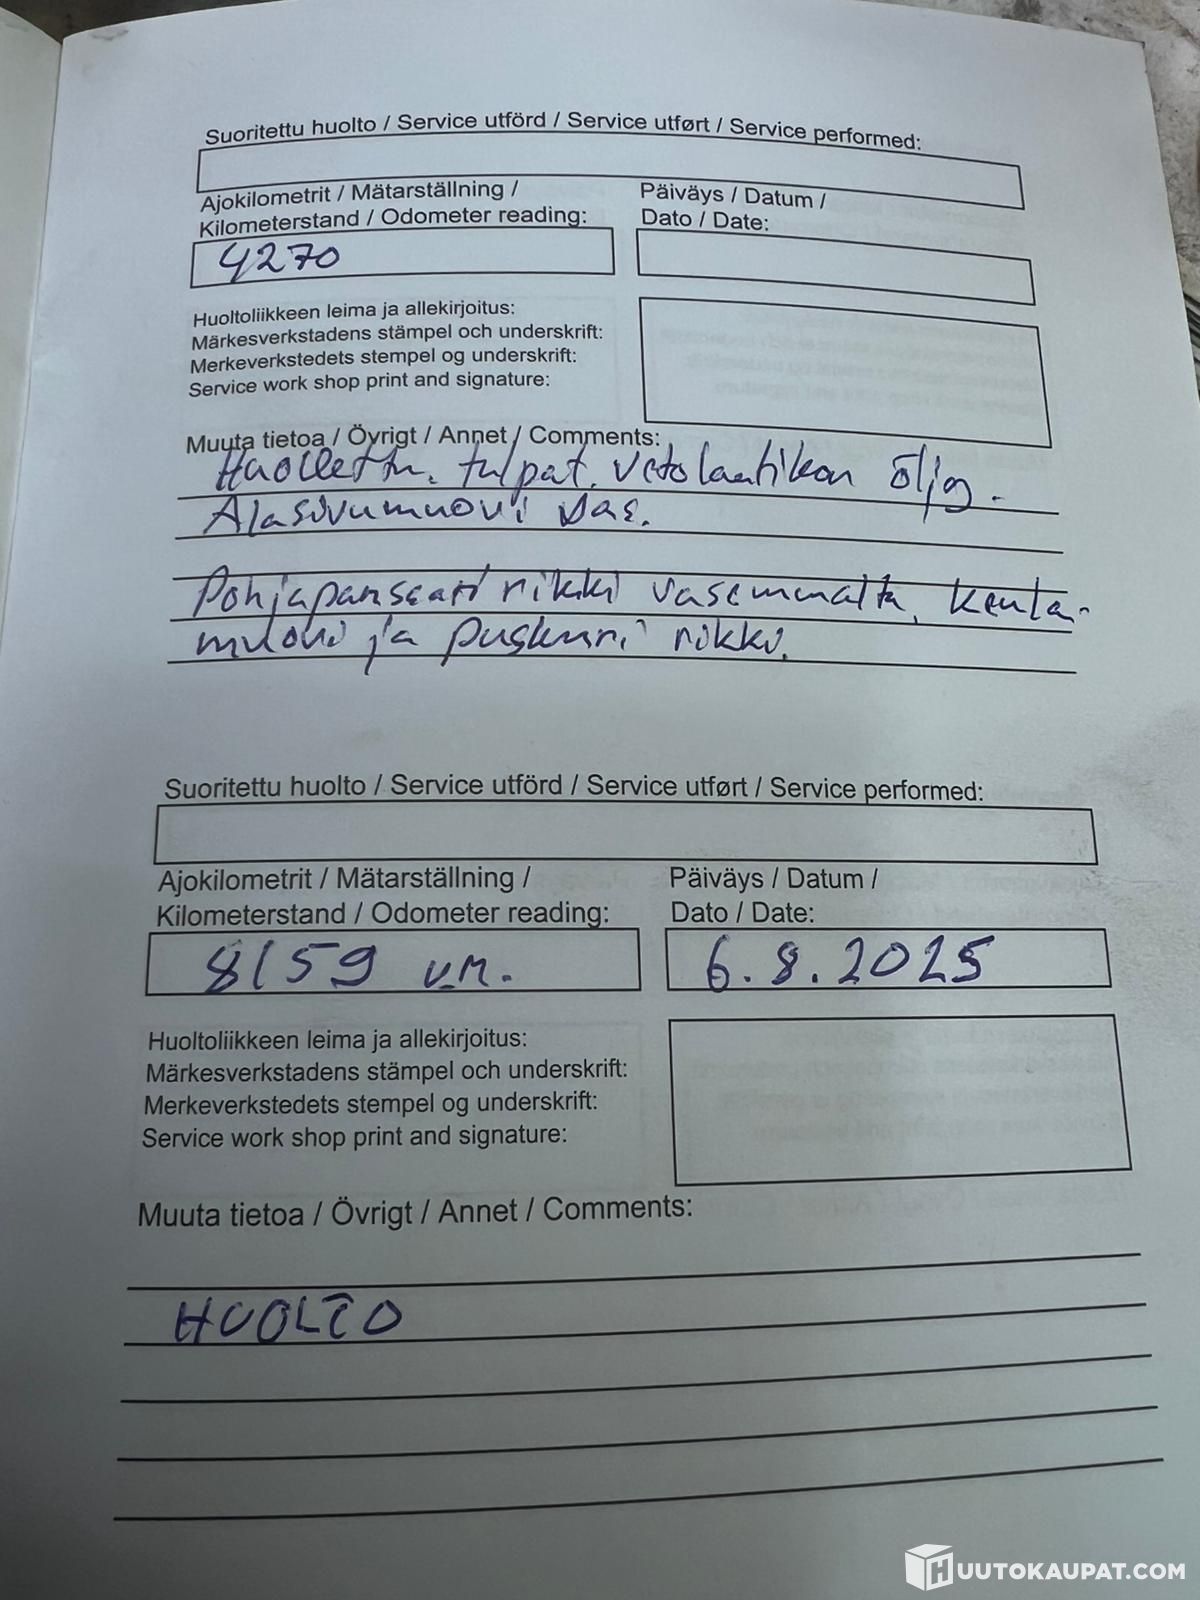 Suoritettu huolto / Service utförd / Service utført / Service performed:
Ajokilometrit / Mätarställning /
Kilometerstand / Odometer reading:
Päiväys / Datum /
Dato / Date:
4270
Huoltoliikkeen leima ja allekirjoitus:
Märkesverkstadens stämpel och underskrift:
Merkeverkstedets stempel og underskrift:
Service work shop print and signature:
Muuta tietoa / Övrigt / Annet / Comments:
Huollettu. tulpat. vetolaatikon öljy.
Alasivumuovi vas.
Pohjapanssari rikki vasemmalta, keula-
muovi ja puskuri rikki.
Suoritettu huolto / Service utförd / Service utført / Service performed:
Ajokilometrit / Mätarställning /
Kilometerstand / Odometer reading:
Päiväys / Datum /
Dato / Date:
8159
6.8.2025
Huoltoliikkeen leima ja allekirjoitus:
Märkesverkstadens stämpel och underskrift:
Merkeverkstedets stempel og underskrift:
Service work shop print and signature:
Muuta tietoa / Övrigt / Annet / Comments:
HUOLTO
HUUTOKAUPAT.COM